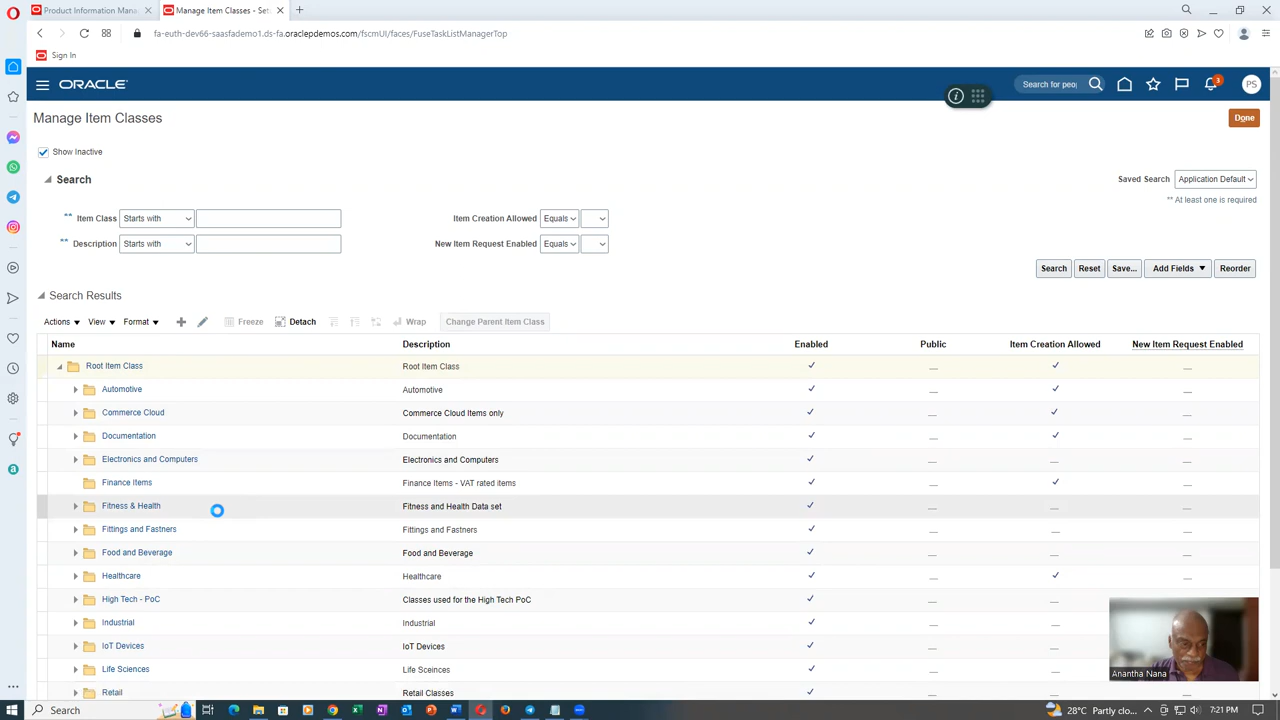 Product Information Mana
Manage Item Classes - Set
fa-euth-dev66-saasfademo1.ds-fa.oraclepdemos.com/fscmUI/faces/FuseTaskListManagerTop
Sign In
ORACLE
Search for peop
3
PS
Manage Item Classes
Done
Show Inactive
Search
Saved Search Application Default
** At least one is required
** Item Class Starts with
Item Creation Allowed Equals
** Description Starts with
New Item Request Enabled Equals
Search Reset Save... Add Fields Reorder
Search Results
Actions View Format Freeze Detach Wrap Change Parent Item Class
Name Description Enabled Public Item Creation Allowed New Item Request Enabled
Root Item Class Root Item Class
Automotive Automotive
Commerce Cloud Commerce Cloud Items only
Documentation Documentation
Electronics and Computers Electronics and Computers
Finance Items Finance Items - VAT rated items
Fitness & Health Fitness and Health Data set
Fittings and Fastners Fittings and Fastners
Food and Beverage Food and Beverage
Healthcare Healthcare
High Tech - PoC Classes used for the High Tech PoC
Industrial Industrial
IoT Devices IoT Devices
Life Sciences Life Sceinces
Retail Retail Classes
Anantha Nana
Search
28°C Partly clo...
7:21 PM